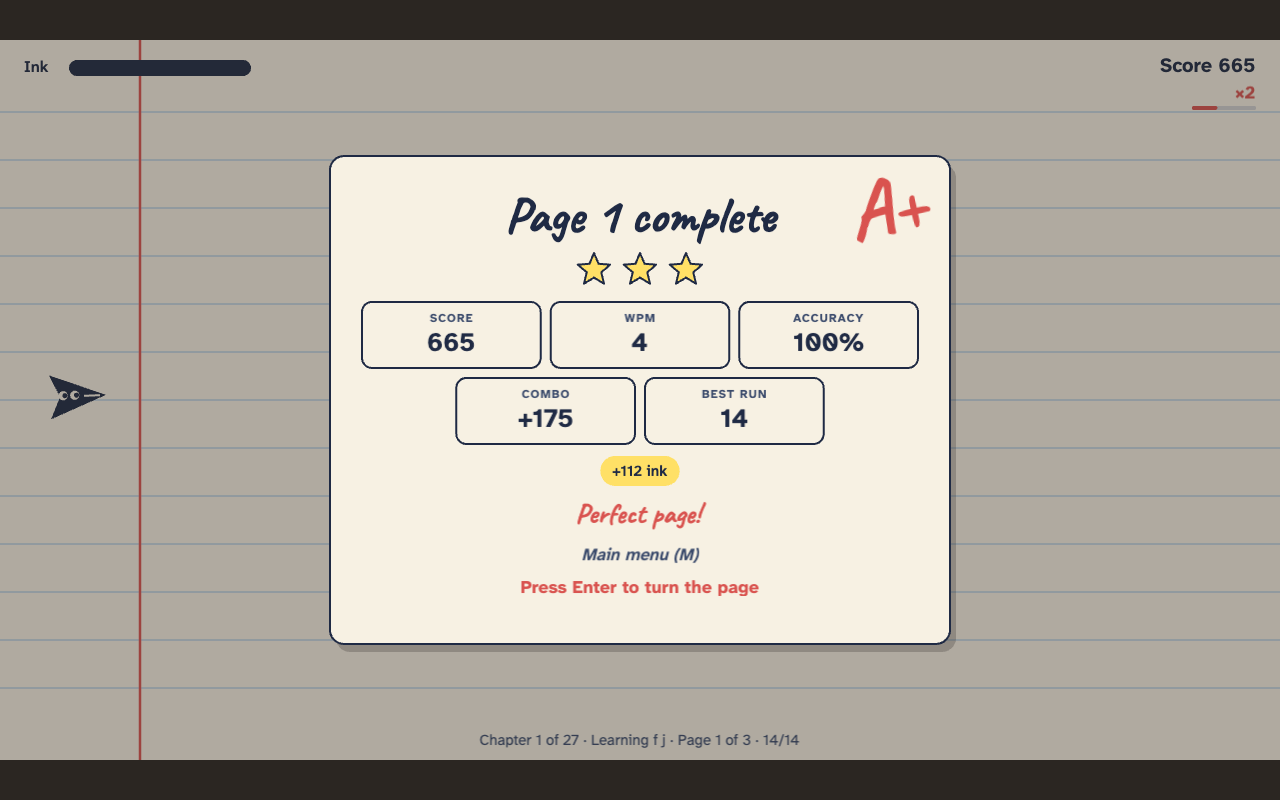 Ink
Score 665
×2
Page 1 complete
A+
SCORE
665
WPM
4
ACCURACY
100%
COMBO
+175
BEST RUN
14
+112 ink
Perfect page!
Main menu (M)
Press Enter to turn the page
Chapter 1 of 27 · Learning f j · Page 1 of 3 · 14/14